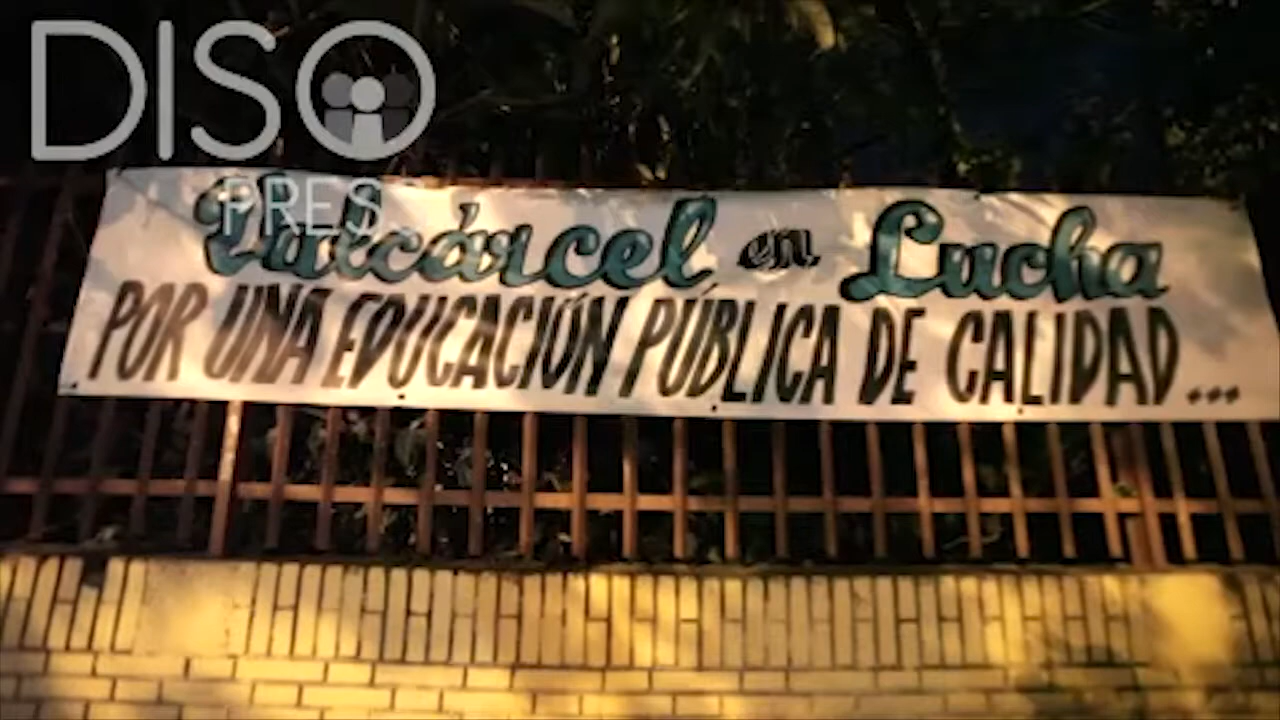 DISO
PRES
Valcárcel en Lucha
POR UNA EDUCACIÓN PÚBLICA DE CALIDAD...